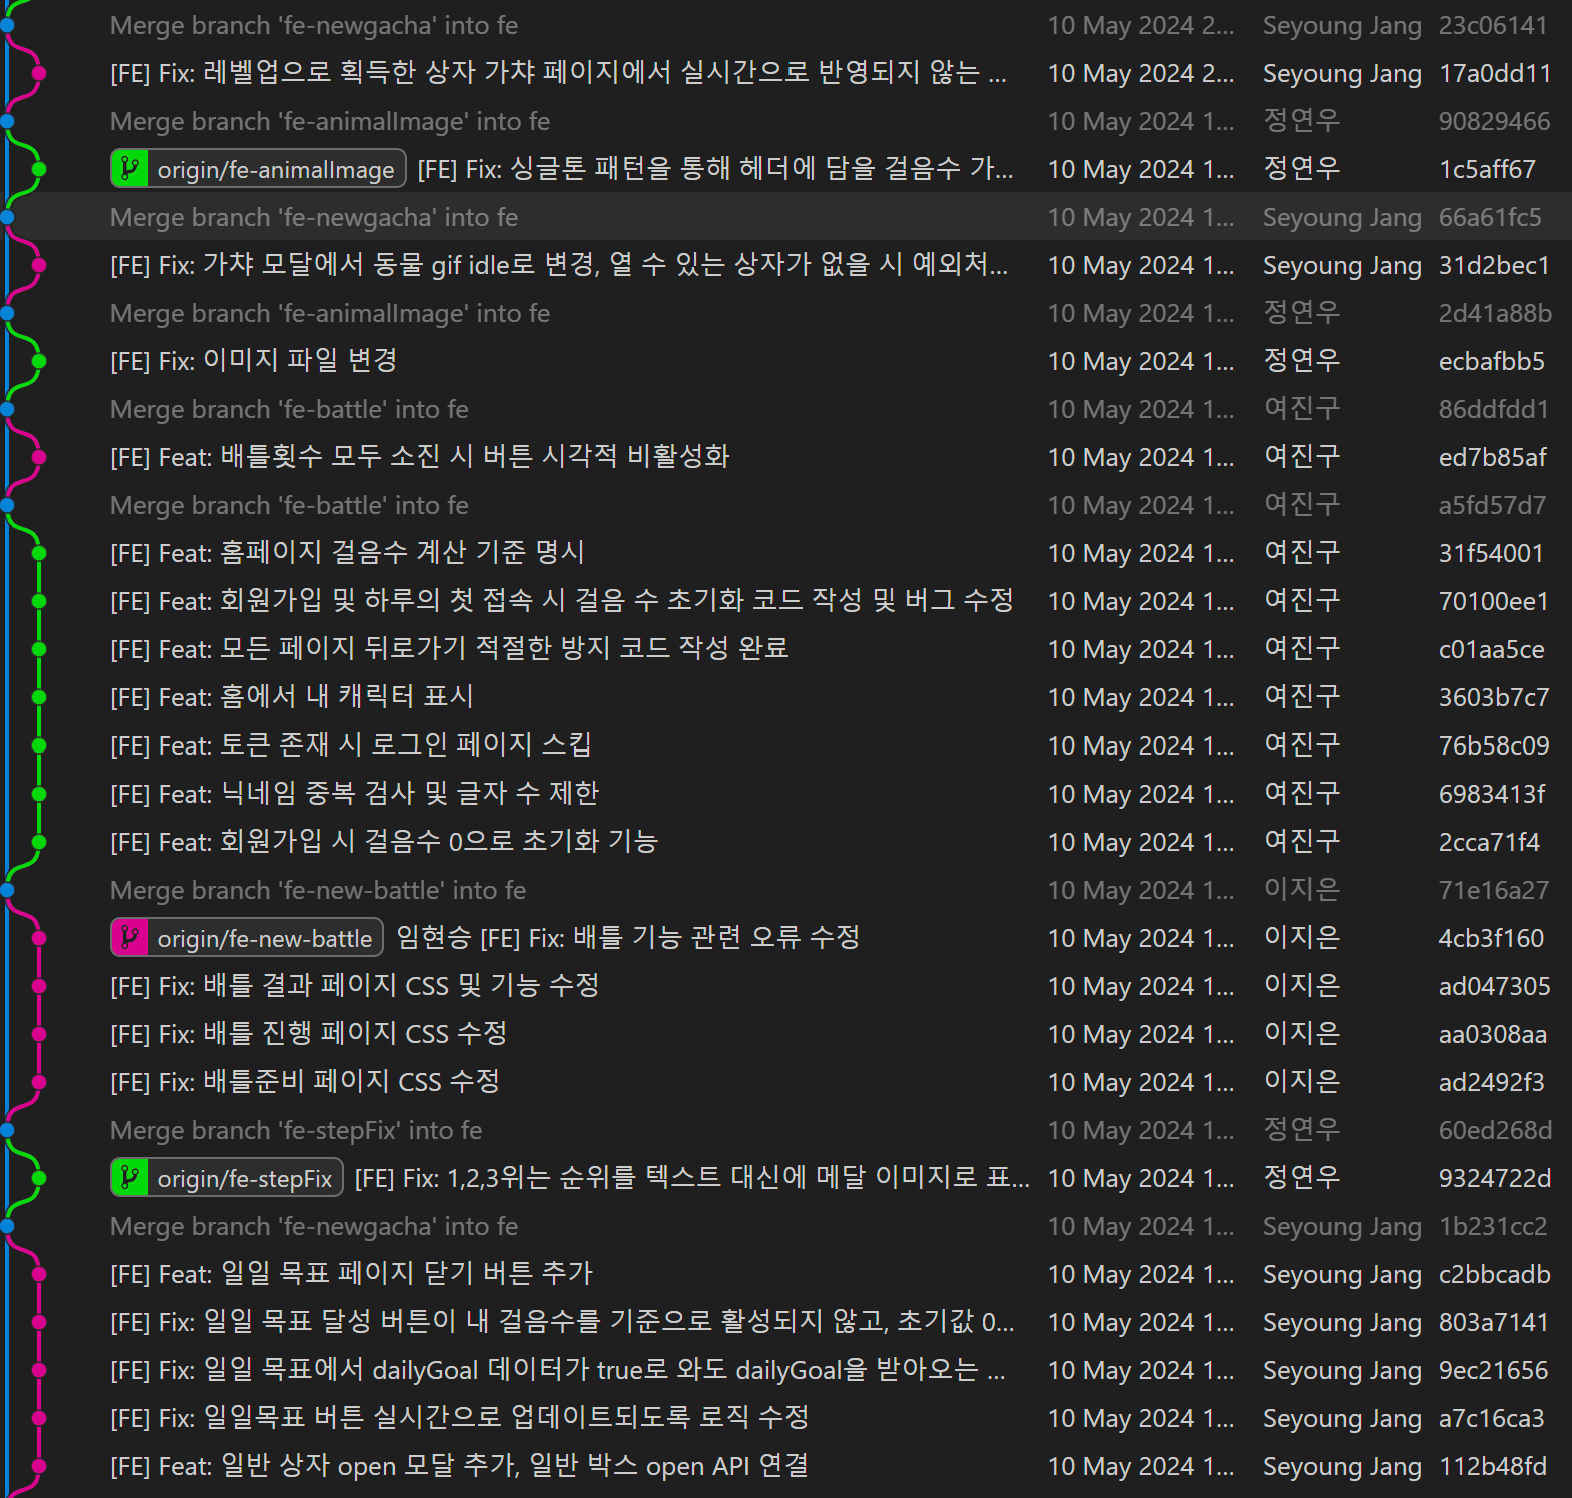 Merge branch 'fe-newgacha' into fe 10 May 2024 2... Seyoung Jang 23c06141
[FE] Fix: 레벨업으로 획득한 상자 가챠 페이지에서 실시간으로 반영되지 않는 ... 10 May 2024 2... Seyoung Jang 17a0dd11
Merge branch 'fe-animalImage' into fe 10 May 2024 1... 정연우 90829466
origin/fe-animalImage [FE] Fix: 싱글톤 패턴을 통해 헤더에 담을 걸음수 가... 10 May 2024 1... 정연우 1c5aff67
Merge branch 'fe-newgacha' into fe 10 May 2024 1... Seyoung Jang 66a61fc5
[FE] Fix: 가챠 모달에서 동물 gif idle로 변경, 열 수 있는 상자가 없을 시 예외처... 10 May 2024 1... Seyoung Jang 31d2bec1
Merge branch 'fe-animalImage' into fe 10 May 2024 1... 정연우 2d41a88b
[FE] Fix: 이미지 파일 변경 10 May 2024 1... 정연우 ecbafbb5
Merge branch 'fe-battle' into fe 10 May 2024 1... 여진구 86ddfdd1
[FE] Feat: 배틀횟수 모두 소진 시 버튼 시각적 비활성화 10 May 2024 1... 여진구 ed7b85af
Merge branch 'fe-battle' into fe 10 May 2024 1... 여진구 a5fd57d7
[FE] Feat: 홈페이지 걸음수 계산 기준 명시 10 May 2024 1... 여진구 31f54001
[FE] Feat: 회원가입 및 하루의 첫 접속 시 걸음 수 초기화 코드 작성 및 버그 수정 10 May 2024 1... 여진구 70100ee1
[FE] Feat: 모든 페이지 뒤로가기 적절한 방지 코드 작성 완료 10 May 2024 1... 여진구 c01aa5ce
[FE] Feat: 홈에서 내 캐릭터 표시 10 May 2024 1... 여진구 3603b7c7
[FE] Feat: 토큰 존재 시 로그인 페이지 스킵 10 May 2024 1... 여진구 76b58c09
[FE] Feat: 닉네임 중복 검사 및 글자 수 제한 10 May 2024 1... 여진구 6983413f
[FE] Feat: 회원가입 시 걸음수 0으로 초기화 기능 10 May 2024 1... 여진구 2cca71f4
Merge branch 'fe-new-battle' into fe 10 May 2024 1... 이지은 71e16a27
origin/fe-new-battle 임현승 [FE] Fix: 배틀 기능 관련 오류 수정 10 May 2024 1... 이지은 4cb3f160
[FE] Fix: 배틀 결과 페이지 CSS 및 기능 수정 10 May 2024 1... 이지은 ad047305
[FE] Fix: 배틀 진행 페이지 CSS 수정 10 May 2024 1... 이지은 aa0308aa
[FE] Fix: 배틀준비 페이지 CSS 수정 10 May 2024 1... 이지은 ad2492f3
Merge branch 'fe-stepFix' into fe 10 May 2024 1... 정연우 60ed268d
origin/fe-stepFix [FE] Fix: 1,2,3위는 순위를 텍스트 대신에 메달 이미지로 표... 10 May 2024 1... 정연우 9324722d
Merge branch 'fe-newgacha' into fe 10 May 2024 1... Seyoung Jang 1b231cc2
[FE] Feat: 일일 목표 페이지 닫기 버튼 추가 10 May 2024 1... Seyoung Jang c2bbcadb
[FE] Fix: 일일 목표 달성 버튼이 내 걸음수를 기준으로 활성되지 않고, 초기값 0... 10 May 2024 1... Seyoung Jang 803a7141
[FE] Fix: 일일 목표에서 dailyGoal 데이터가 true로 와도 dailyGoal을 받아오는 ... 10 May 2024 1... Seyoung Jang 9ec21656
[FE] Fix: 일일목표 버튼 실시간으로 업데이트되도록 로직 수정 10 May 2024 1... Seyoung Jang a7c16ca3
[FE] Feat: 일반 상자 open 모달 추가, 일반 박스 open API 연결 10 May 2024 1... Seyoung Jang 112b48fd